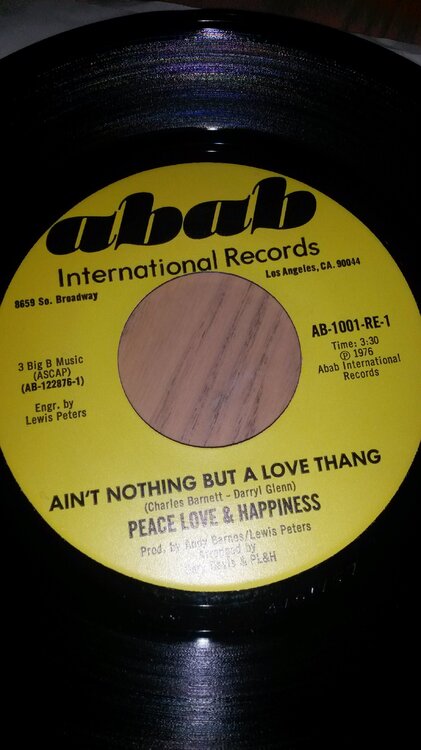 abab
International Records
8659 So. Broadway
Los Angeles, CA. 90044
3 Big B Music
(ASCAP)
(AB-122876-1)
Engr. by
Lewis Peters
AB-1001-RE-1
Time: 3:30
Ⓟ 1976
Abab International
Records
AIN'T NOTHING BUT A LOVE THANG
(Charles Barnett - Darryl Glenn)
PEACE LOVE & HAPPINESS
Prod. by Andy Barnes/Lewis Peters
Arranged by
Davis & PL&H